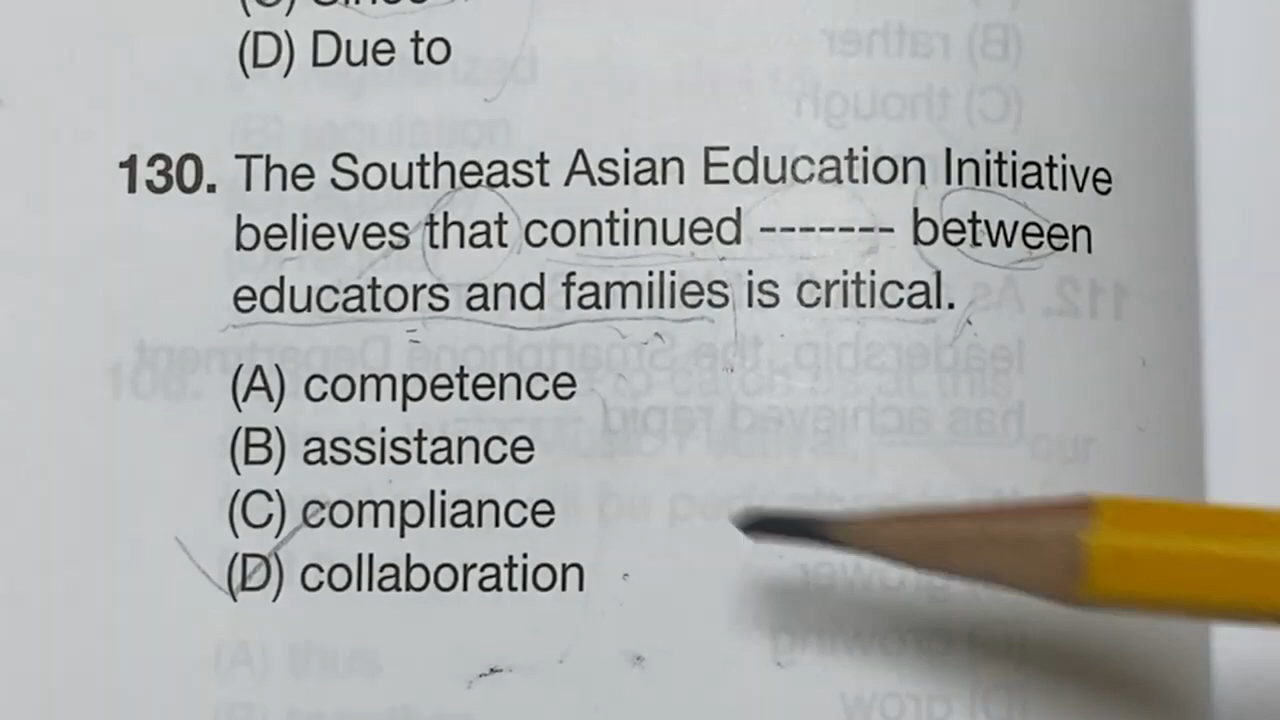 (D) Due to
130. The Southeast Asian Education Initiative
believes that continued ------- between
educators and families is critical.
(A) competence
(B) assistance
(C) compliance
(D) collaboration